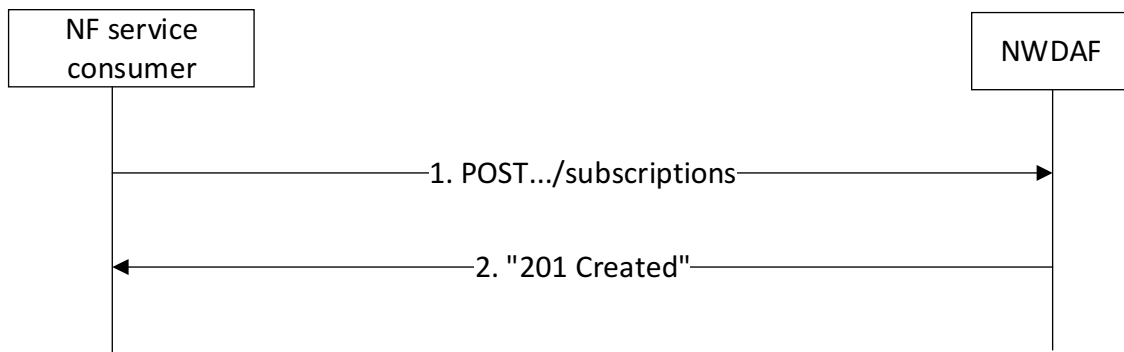 NF service
consumer
NWDAF
1. POST.../subscriptions
2. "201 Created"